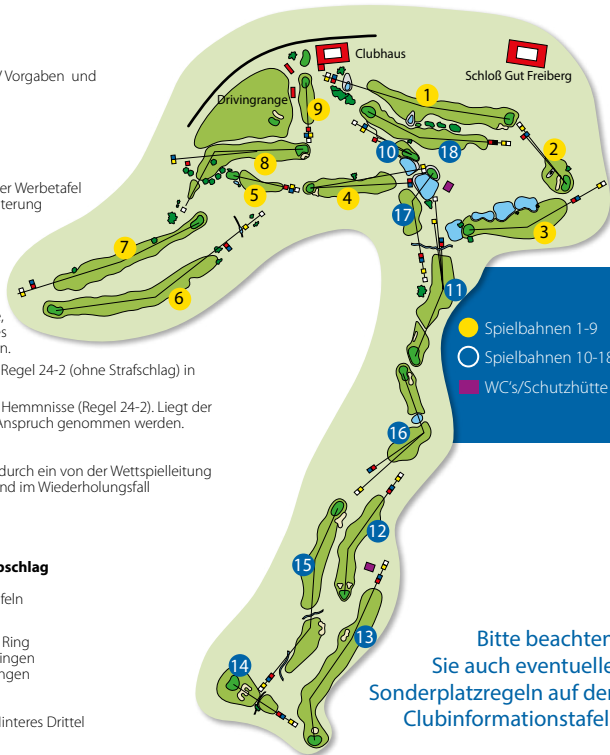 / Vorgaben und
er Werbetafel
terung
e,
es
n.
Regel 24-2 (ohne Strafschlag) in
Hemmnisse (Regel 24-2). Liegt der
Anspruch genommen werden.
durch ein von der Wettspielleitung
nd im Wiederholungsfall
oschlag
feln
Ring
ingen
ngen
linteres Drittel
Clubhaus
Schloß Gut Freiberg
Drivingrange
1
9
18
2
10
8
5
4
17
3
7
6
11
Spielbahnen 1-9
Spielbahnen 10-18
WC's/Schutzhütte
16
12
15
13
14
Bitte beachten
Sie auch eventuelle
Sonderplatzregeln auf der
Clubinformationstafel